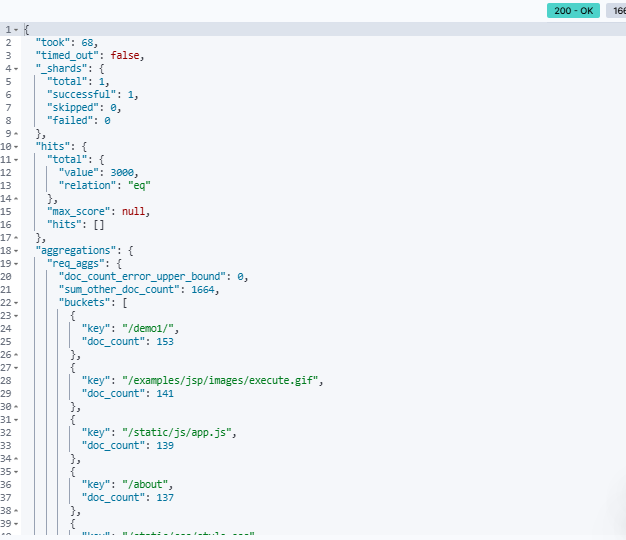 200 - OK
166
1 {
2 "took": 68,
3 "timed_out": false,
4 "_shards": {
5 "total": 1,
6 "successful": 1,
7 "skipped": 0,
8 "failed": 0
9 },
10 "hits": {
11 "total": {
12 "value": 3000,
13 "relation": "eq"
14 },
15 "max_score": null,
16 "hits": []
17 },
18 "aggregations": {
19 "req_aggs": {
20 "doc_count_error_upper_bound": 0,
21 "sum_other_doc_count": 1664,
22 "buckets": [
23 {
24 "key": "/demo1/",
25 "doc_count": 153
26 },
27 {
28 "key": "/examples/jsp/images/execute.gif",
29 "doc_count": 141
30 },
31 {
32 "key": "/static/js/app.js",
33 "doc_count": 139
34 },
35 {
36 "key": "/about",
37 "doc_count": 137
38 },
39 {